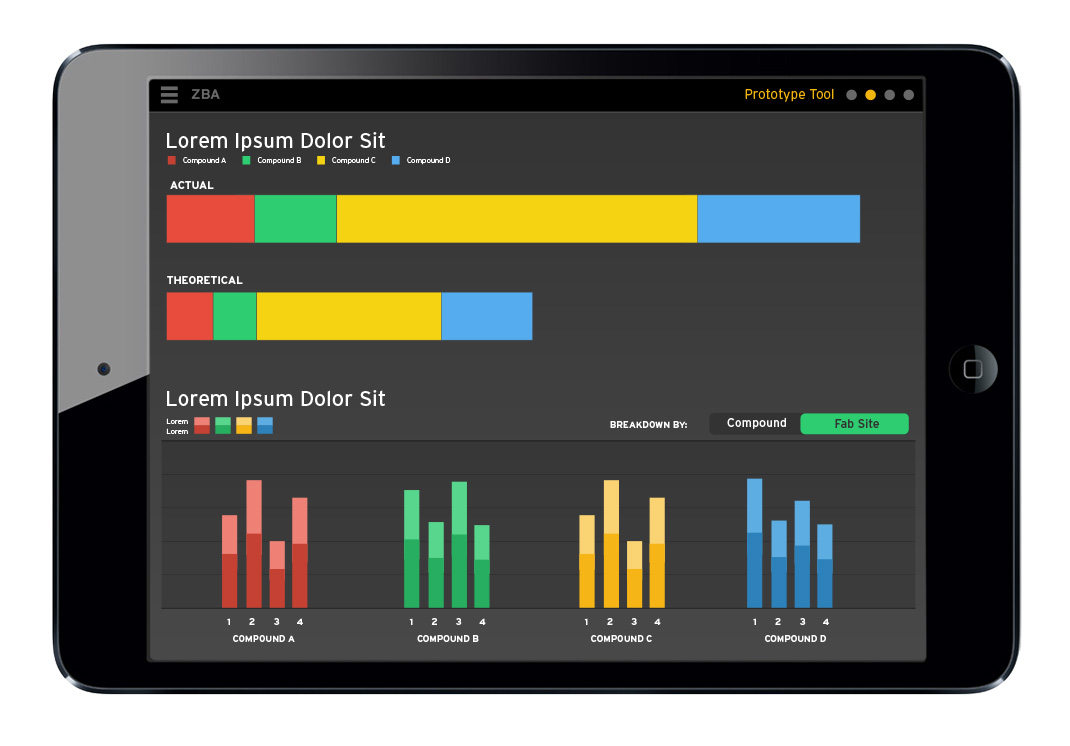 ZBA
Prototype Tool
Lorem Ipsum Dolor Sit
Compound A Compound B Compound C Compound D
ACTUAL
THEORETICAL
Lorem Ipsum Dolor Sit
Lorem
Lorem
BREAKDOWN BY: Compound Fab Site
1 2 3 4 1 2 3 4 1 2 3 4 1 2 3 4
COMPOUND A COMPOUND B COMPOUND C COMPOUND D